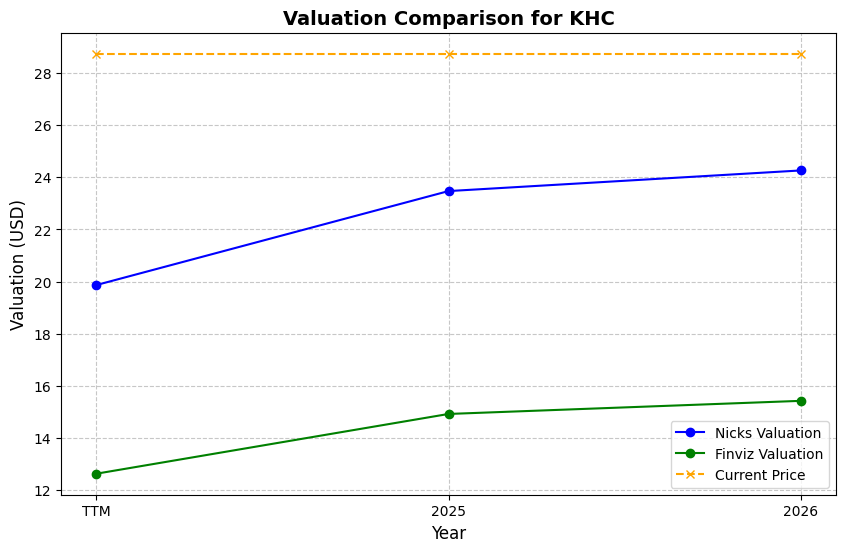 Valuation Comparison for KHC
Valuation (USD)
28
26
24
22
20
18
16
14
12
Nicks Valuation
Finviz Valuation
Current Price
TTM
2025
2026
Year